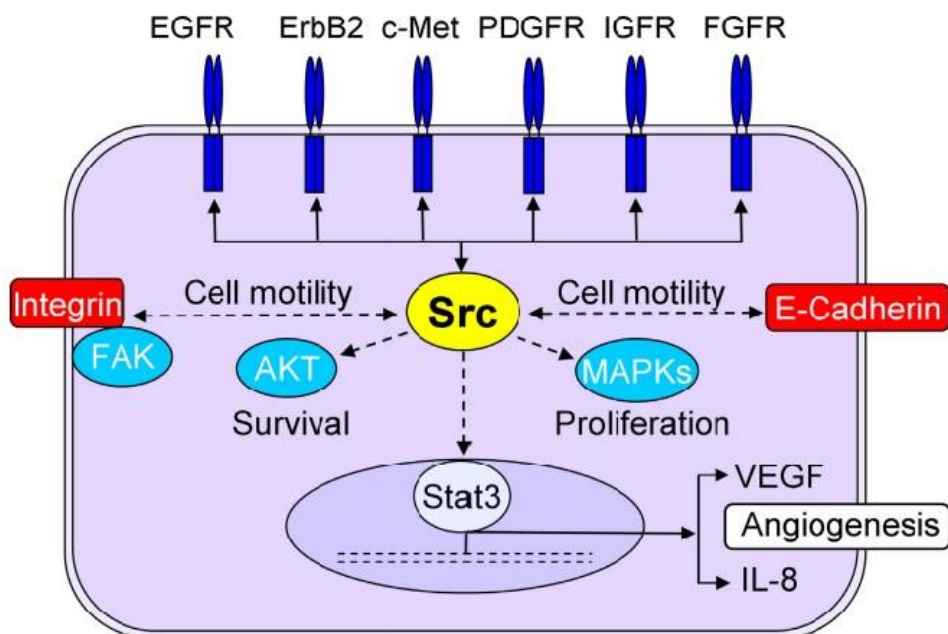 EGFR ErbB2 c-Met PDGFR IGFR FGFR
Integrin Cell motility Src Cell motility E-Cadherin
FAK AKT MAPKs
Survival Proliferation
Stat3 VEGF
Angiogenesis
IL-8